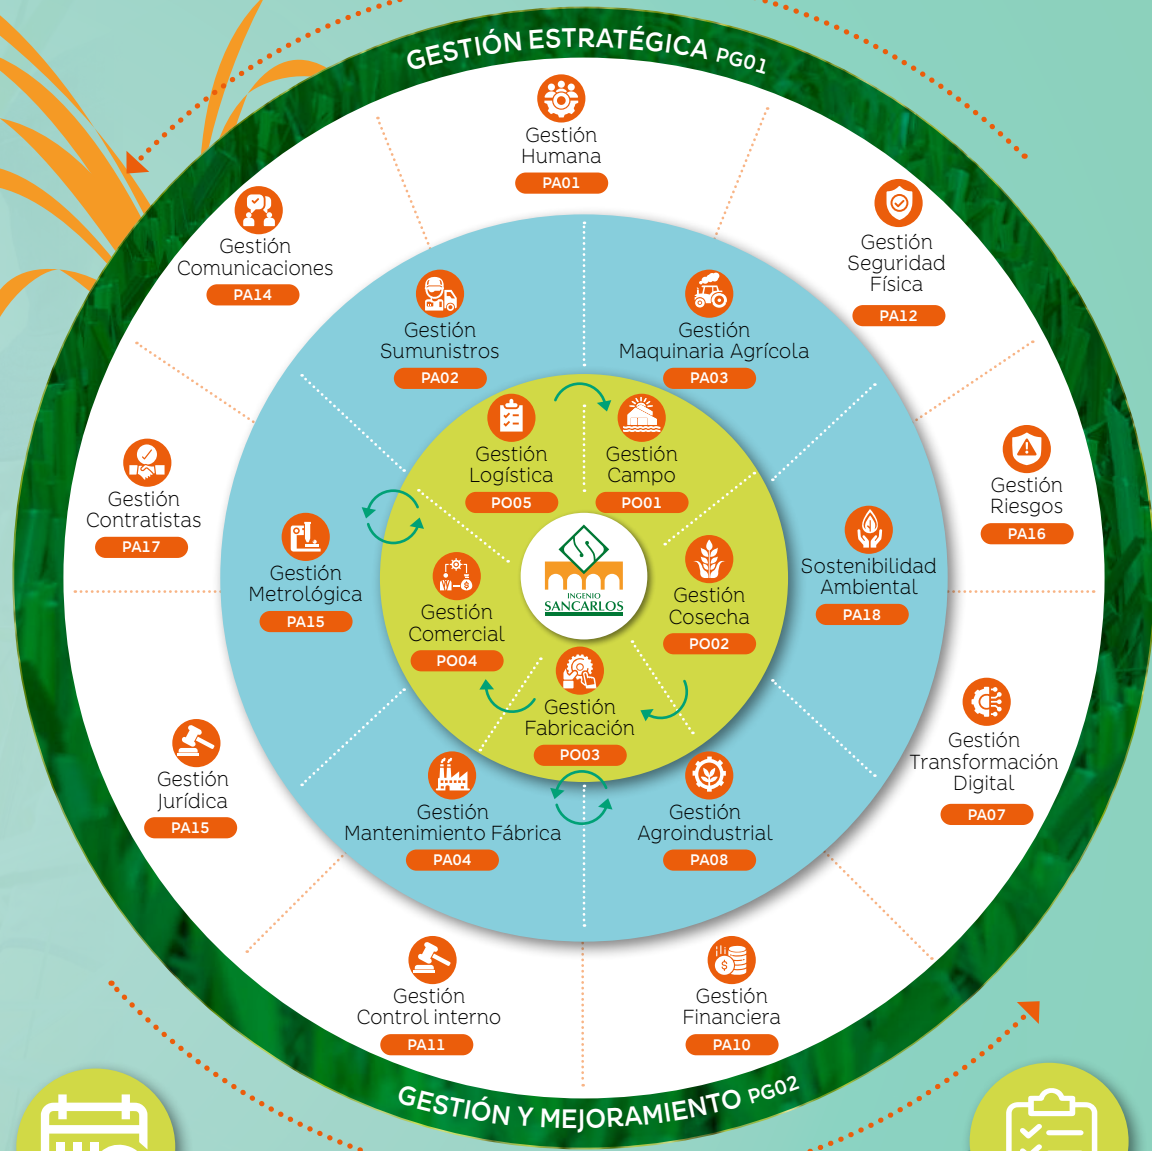 GESTIÓN ESTRATÉGICA PG01
Gestión
Humana
PA01
Gestión
Seguridad
Física
PA12
Gestión
Riesgos
PA16
Gestión
Transformación
Digital
PA07
Gestión
Financiera
PA10
Gestión
Control interno
PA11
Gestión
Jurídica
PA15
Gestión
Contratistas
PA17
Gestión
Comunicaciones
PA14
Gestión
Sumunistros
PA02
Gestión
Maquinaria Agrícola
PA03
Sostenibilidad
Ambiental
PA18
Gestión
Agroindustrial
PA08
Gestión
Mantenimiento Fábrica
PA04
Gestión
Metrológica
PA15
Gestión
Logística
PO05
Gestión
Campo
PO01
Gestión
Cosecha
PO02
Gestión
Fabricación
PO03
Gestión
Comercial
PO04
INGENIO
SANCARLOS
GESTIÓN Y MEJORAMIENTO PG02